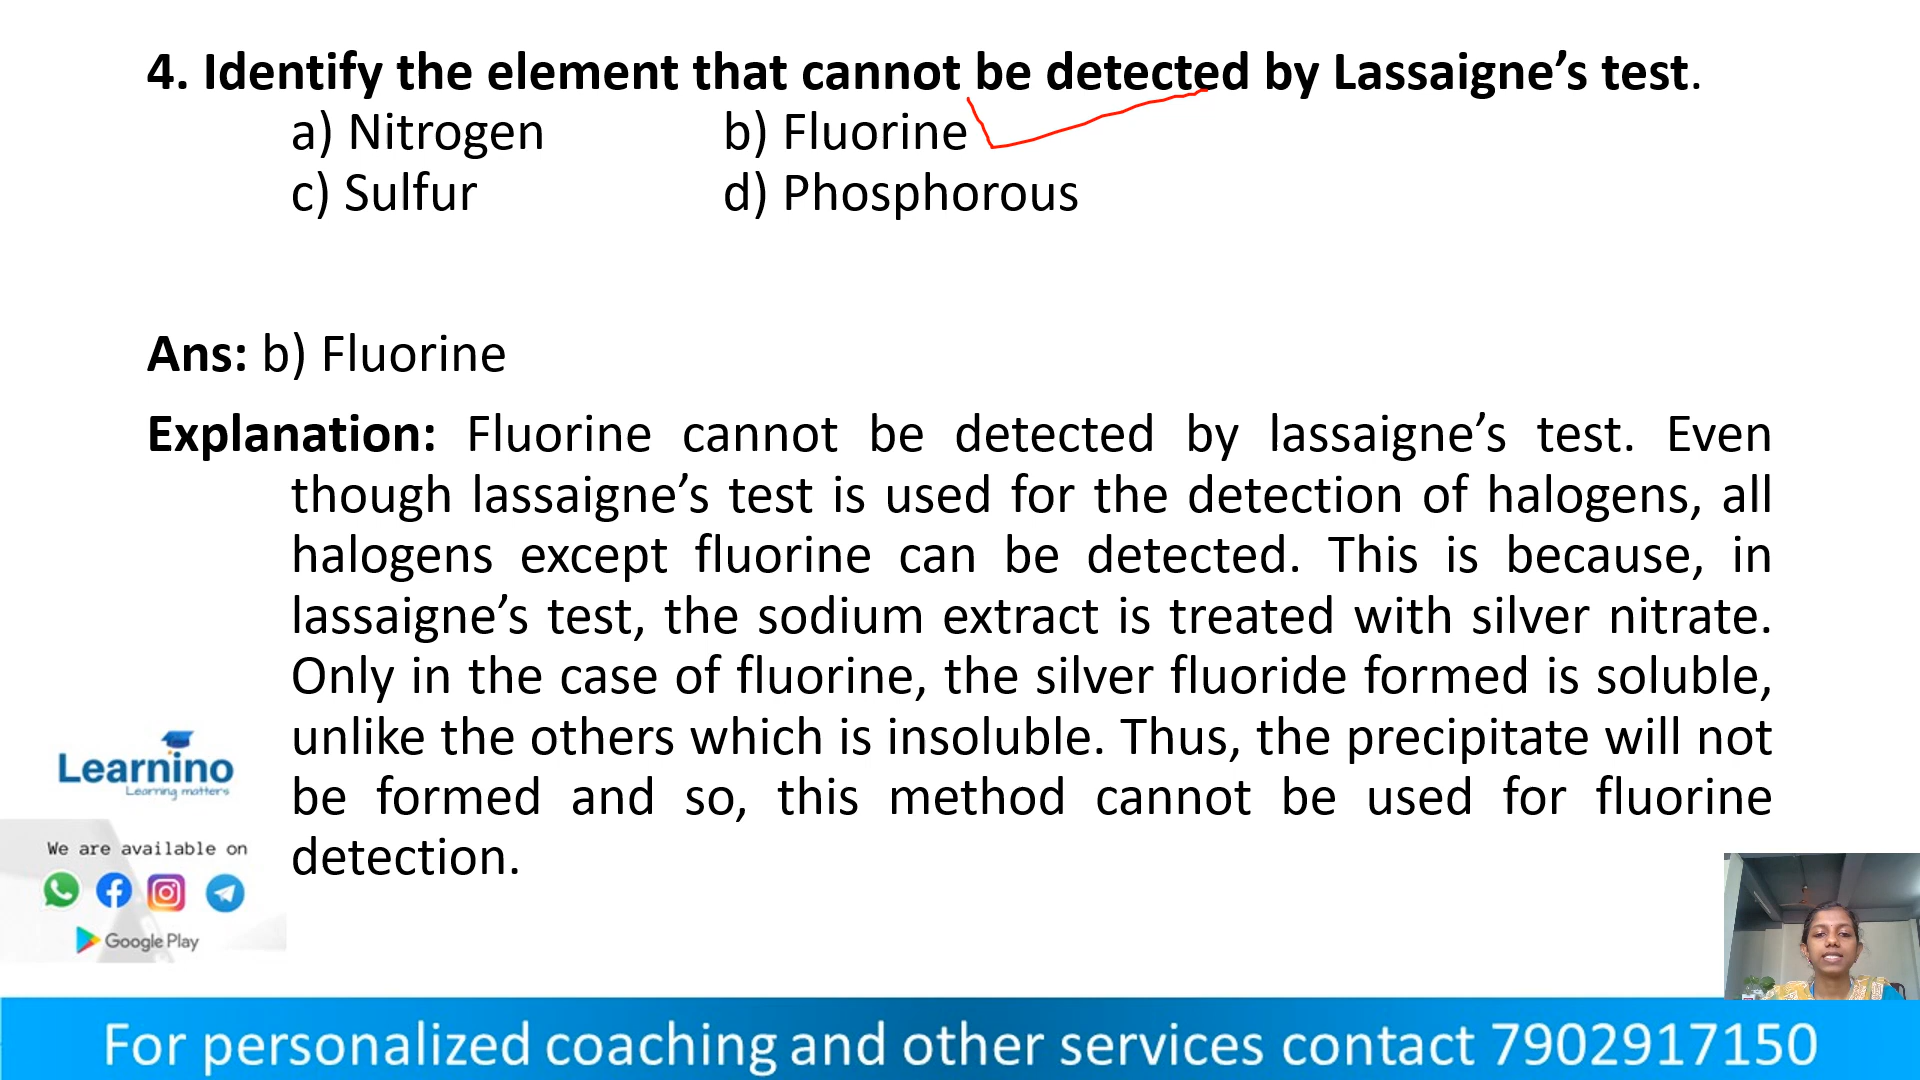 4. Identify the element that cannot be detected by Lassaigne’s test.
a) Nitrogen b) Fluorine
c) Sulfur d) Phosphorous
Ans: b) Fluorine
Explanation: Fluorine cannot be detected by lassaigne’s test. Even
though lassaigne’s test is used for the detection of halogens, all
halogens except fluorine can be detected. This is because, in
lassaigne’s test, the sodium extract is treated with silver nitrate.
Only in the case of fluorine, the silver fluoride formed is soluble,
unlike the others which is insoluble. Thus, the precipitate will not
be formed and so, this method cannot be used for fluorine
detection.
Learnino
Learning matters
We are available on
Google Play
For personalized coaching and other services contact 7902917150